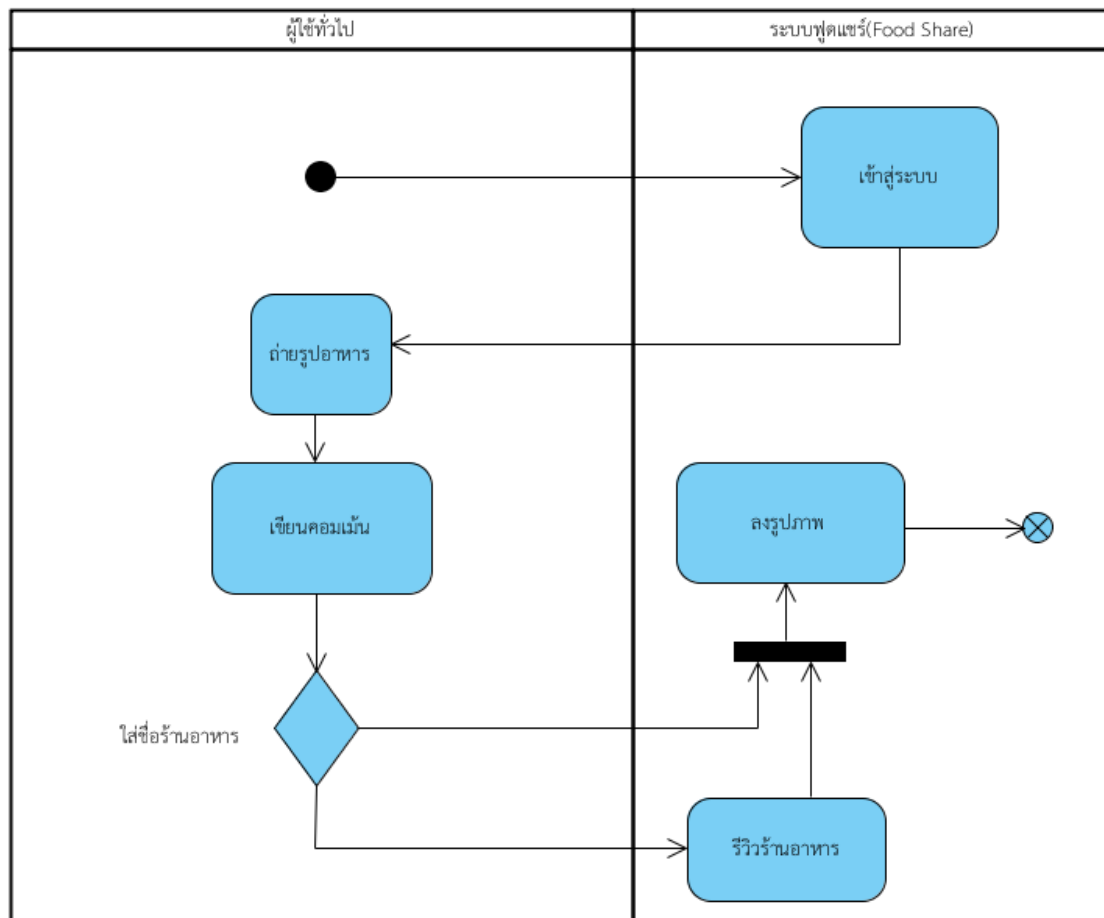 ผู้ใช้ทั่วไป
ระบบฟูดแชร์(Food Share)
เข้าสู่ระบบ
ถ่ายรูปอาหาร
เขียนคอมเม้น
ลงรูปภาพ
ใส่ชื่อร้านอาหาร
รีวิวร้านอาหาร